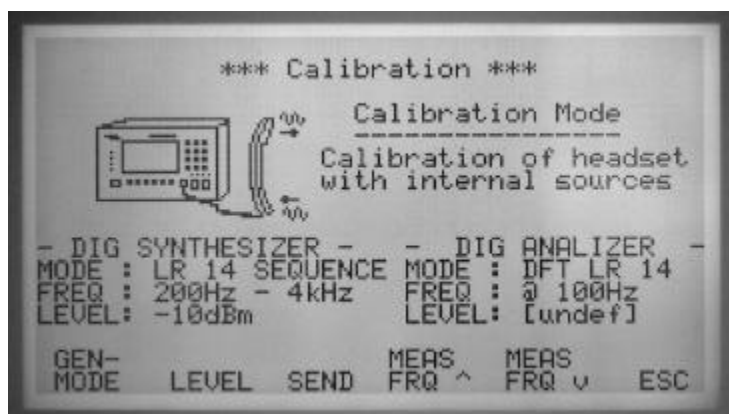 *** Calibration ***
Calibration Mode
Calibration of headset
with internal sources
- DIG SYNTHESIZER -
MODE : LR 14 SEQUENCE
FREQ : 200Hz - 4kHz
LEVEL: -10dBm
- DIG ANALIZER -
MODE : DFT LR 14
FREQ : @ 100Hz
LEVEL: [undef]
GEN-MODE
LEVEL
SEND
MEAS FRQ ^
MEAS FRQ v
ESC